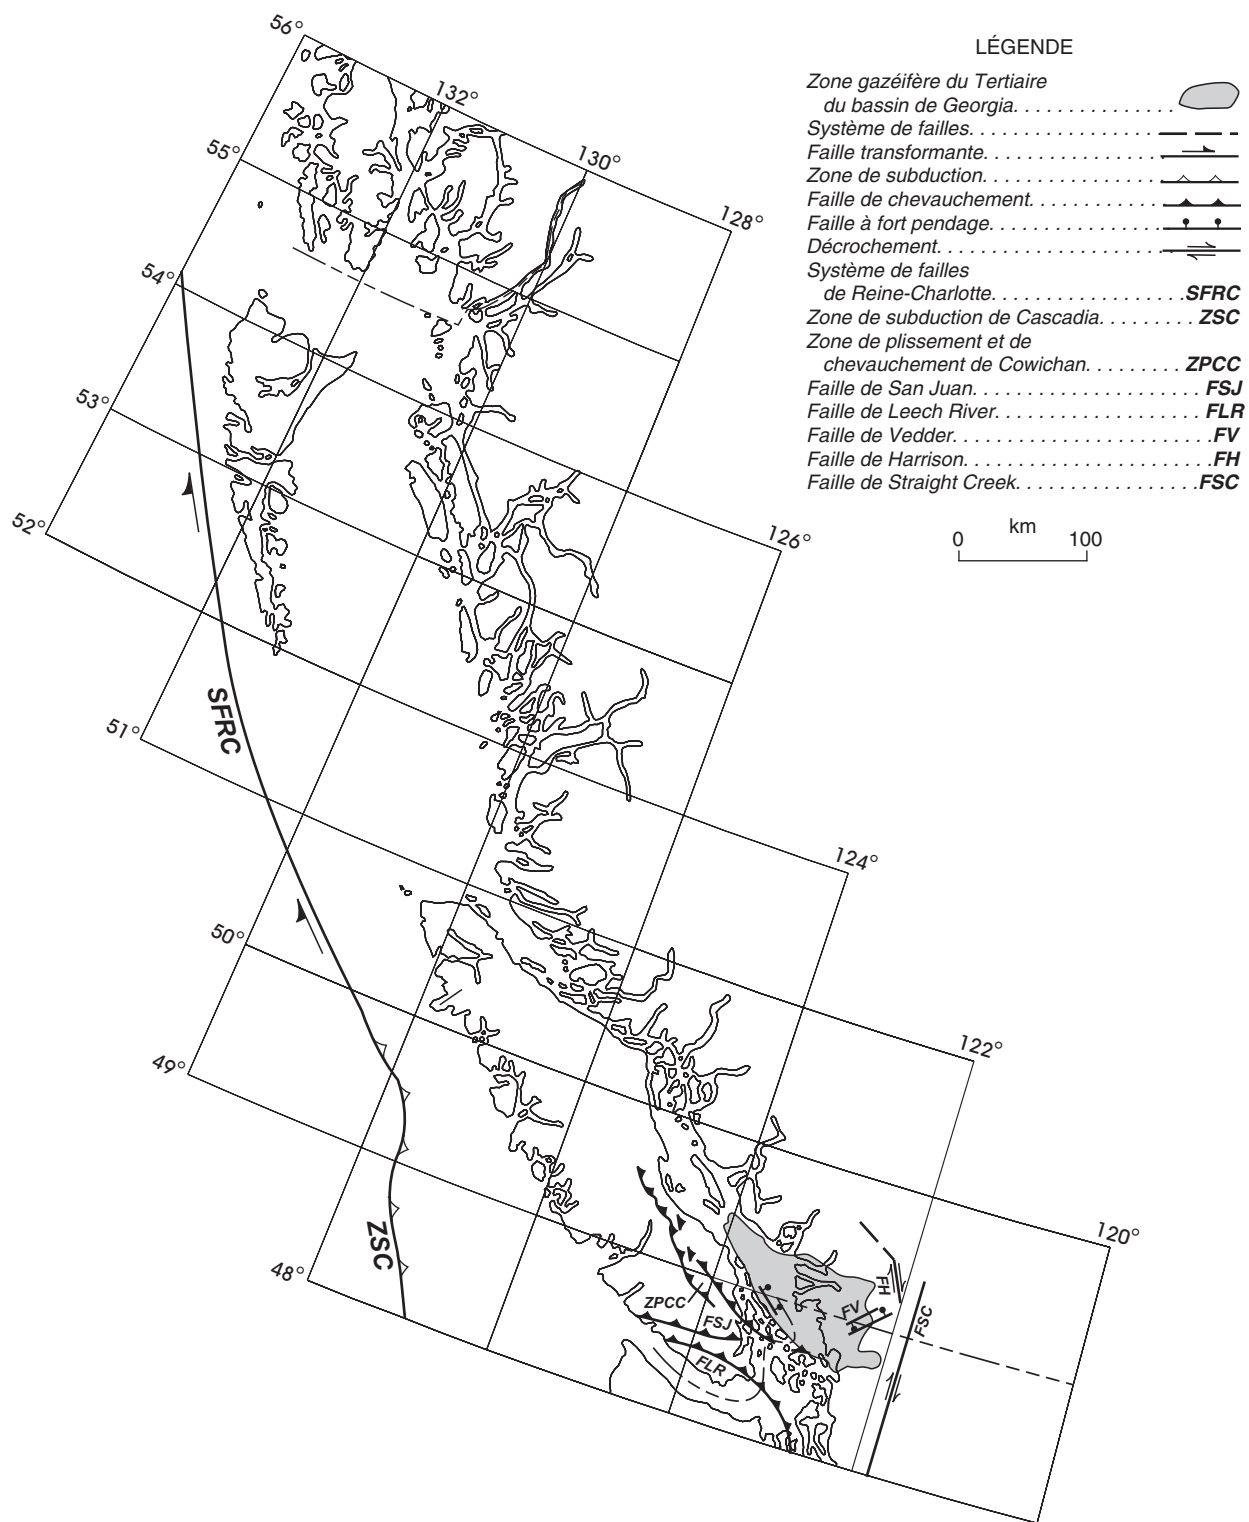 LÉGENDE
Zone gazéifère du Tertiaire
du bassin de Georgia. . . . . . . . . . . . . . .
Système de failles. . . . . . . . . . . . . . . . . .
Faille transformante. . . . . . . . . . . . . . . .
Zone de subduction. . . . . . . . . . . . . . . .
Faille de chevauchement. . . . . . . . . . . .
Faille à fort pendage. . . . . . . . . . . . . . .
Décrochement. . . . . . . . . . . . . . . . . . . .
Système de failles
de Reine-Charlotte. . . . . . . . . . . . . . . . .SFRC
Zone de subduction de Cascadia. . . . . . . . . ZSC
Zone de plissement et de
chevauchement de Cowichan. . . . . . . . . ZPCC
Faille de San Juan. . . . . . . . . . . . . . . . . . . . FSJ
Faille de Leech River. . . . . . . . . . . . . . . . . . FLR
Faille de Vedder. . . . . . . . . . . . . . . . . . . . . . FV
Faille de Harrison. . . . . . . . . . . . . . . . . . . . . FH
Faille de Straight Creek. . . . . . . . . . . . . . . .FSC
km
0 100
56°
132°
55°
130°
128°
54°
53°
52°
126°
SFRC
51°
124°
50°
122°
49°
120°
ZSC
48°
FH
ZPCC
FV
FSJ
FSC
FLR